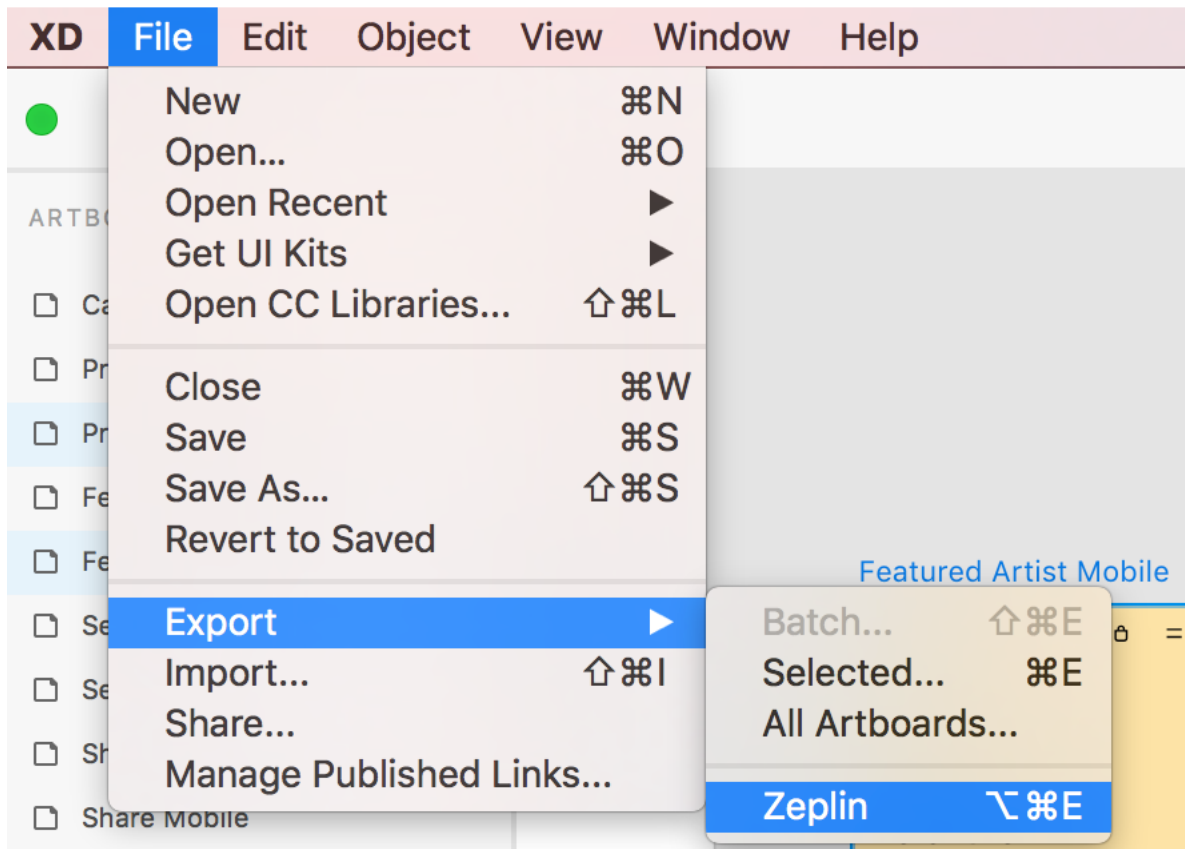 XD File Edit Object View Window Help
New ⌘N
Open... ⌘O
Open Recent ▶
Get UI Kits ▶
Open CC Libraries... ⇧⌘L
Close ⌘W
Save ⌘S
Save As... ⇧⌘S
Revert to Saved
Export ▶
Import... ⇧⌘I
Share...
Manage Published Links...
Share Mobile
Featured Artist Mobile
Batch... ⇧⌘E
Selected... ⌘E
All Artboards...
Zeplin ⌥⌘E